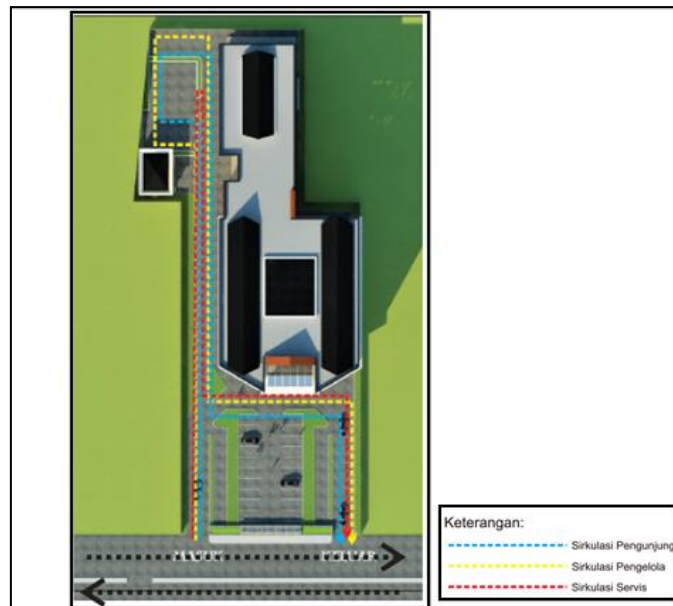 MASUK
KELUAR
Keterangan:
Sirkulasi Pengunjung
Sirkulasi Pengelola
Sirkulasi Servis